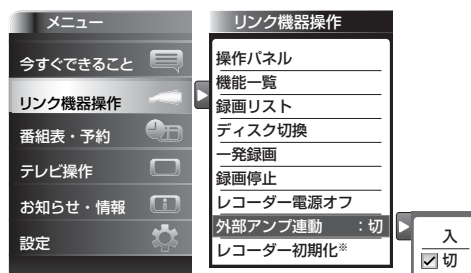 メニュー
今すぐできること
リンク機器操作
番組表・予約
テレビ操作
お知らせ・情報
設定
リンク機器操作
操作パネル
機能一覧
録画リスト
ディスク切換
一発録画
録画停止
レコーダー電源オフ
外部アンプ連動 :切
レコーダー初期化※
入
切